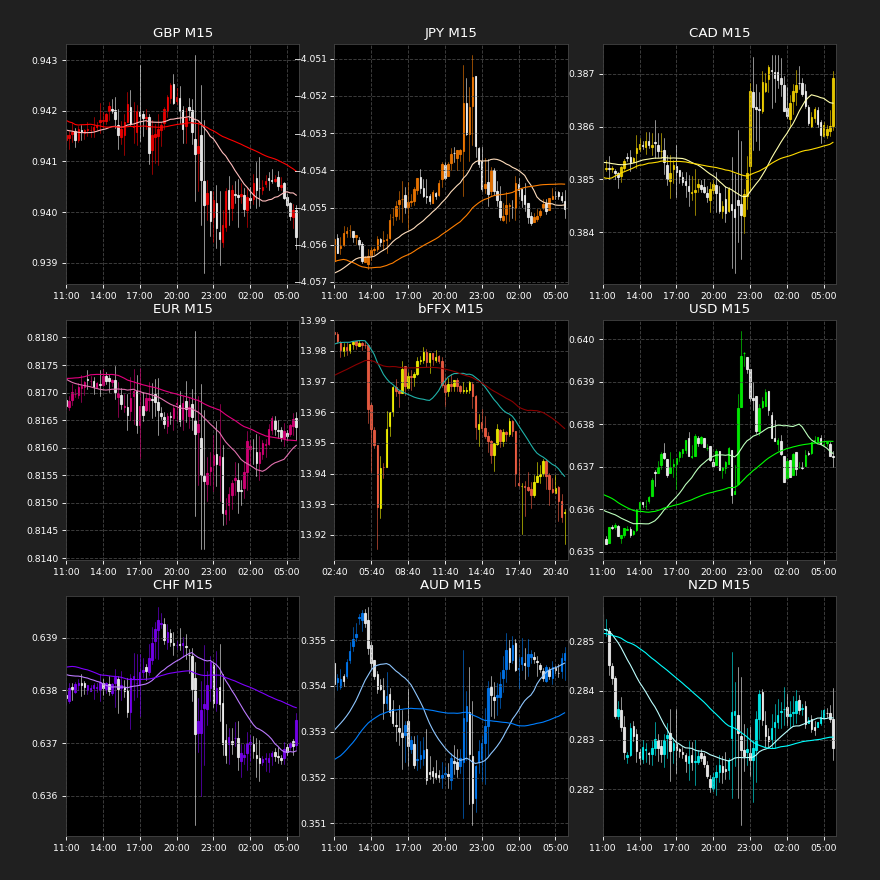 GBP M15
0.943
0.942
0.941
0.940
0.939
11:00 14:00 17:00 20:00 23:00 02:00 05:00
JPY M15
−4.051
−4.052
−4.053
−4.054
−4.055
−4.056
−4.057
11:00 14:00 17:00 20:00 23:00 02:00 05:00
CAD M15
0.387
0.386
0.385
0.384
11:00 14:00 17:00 20:00 23:00 02:00 05:00
EUR M15
0.8180
0.8175
0.8170
0.8165
0.8160
0.8155
0.8150
0.8145
0.8140
11:00 14:00 17:00 20:00 23:00 02:00 05:00
bFFX M15
13.99
13.98
13.97
13.96
13.95
13.94
13.93
13.92
02:40 05:40 08:40 11:40 14:40 17:40 20:40
USD M15
0.640
0.639
0.638
0.637
0.636
0.635
11:00 14:00 17:00 20:00 23:00 02:00 05:00
CHF M15
0.639
0.638
0.637
0.636
11:00 14:00 17:00 20:00 23:00 02:00 05:00
AUD M15
0.355
0.354
0.353
0.352
0.351
11:00 14:00 17:00 20:00 23:00 02:00 05:00
NZD M15
0.285
0.284
0.283
0.282
11:00 14:00 17:00 20:00 23:00 02:00 05:00